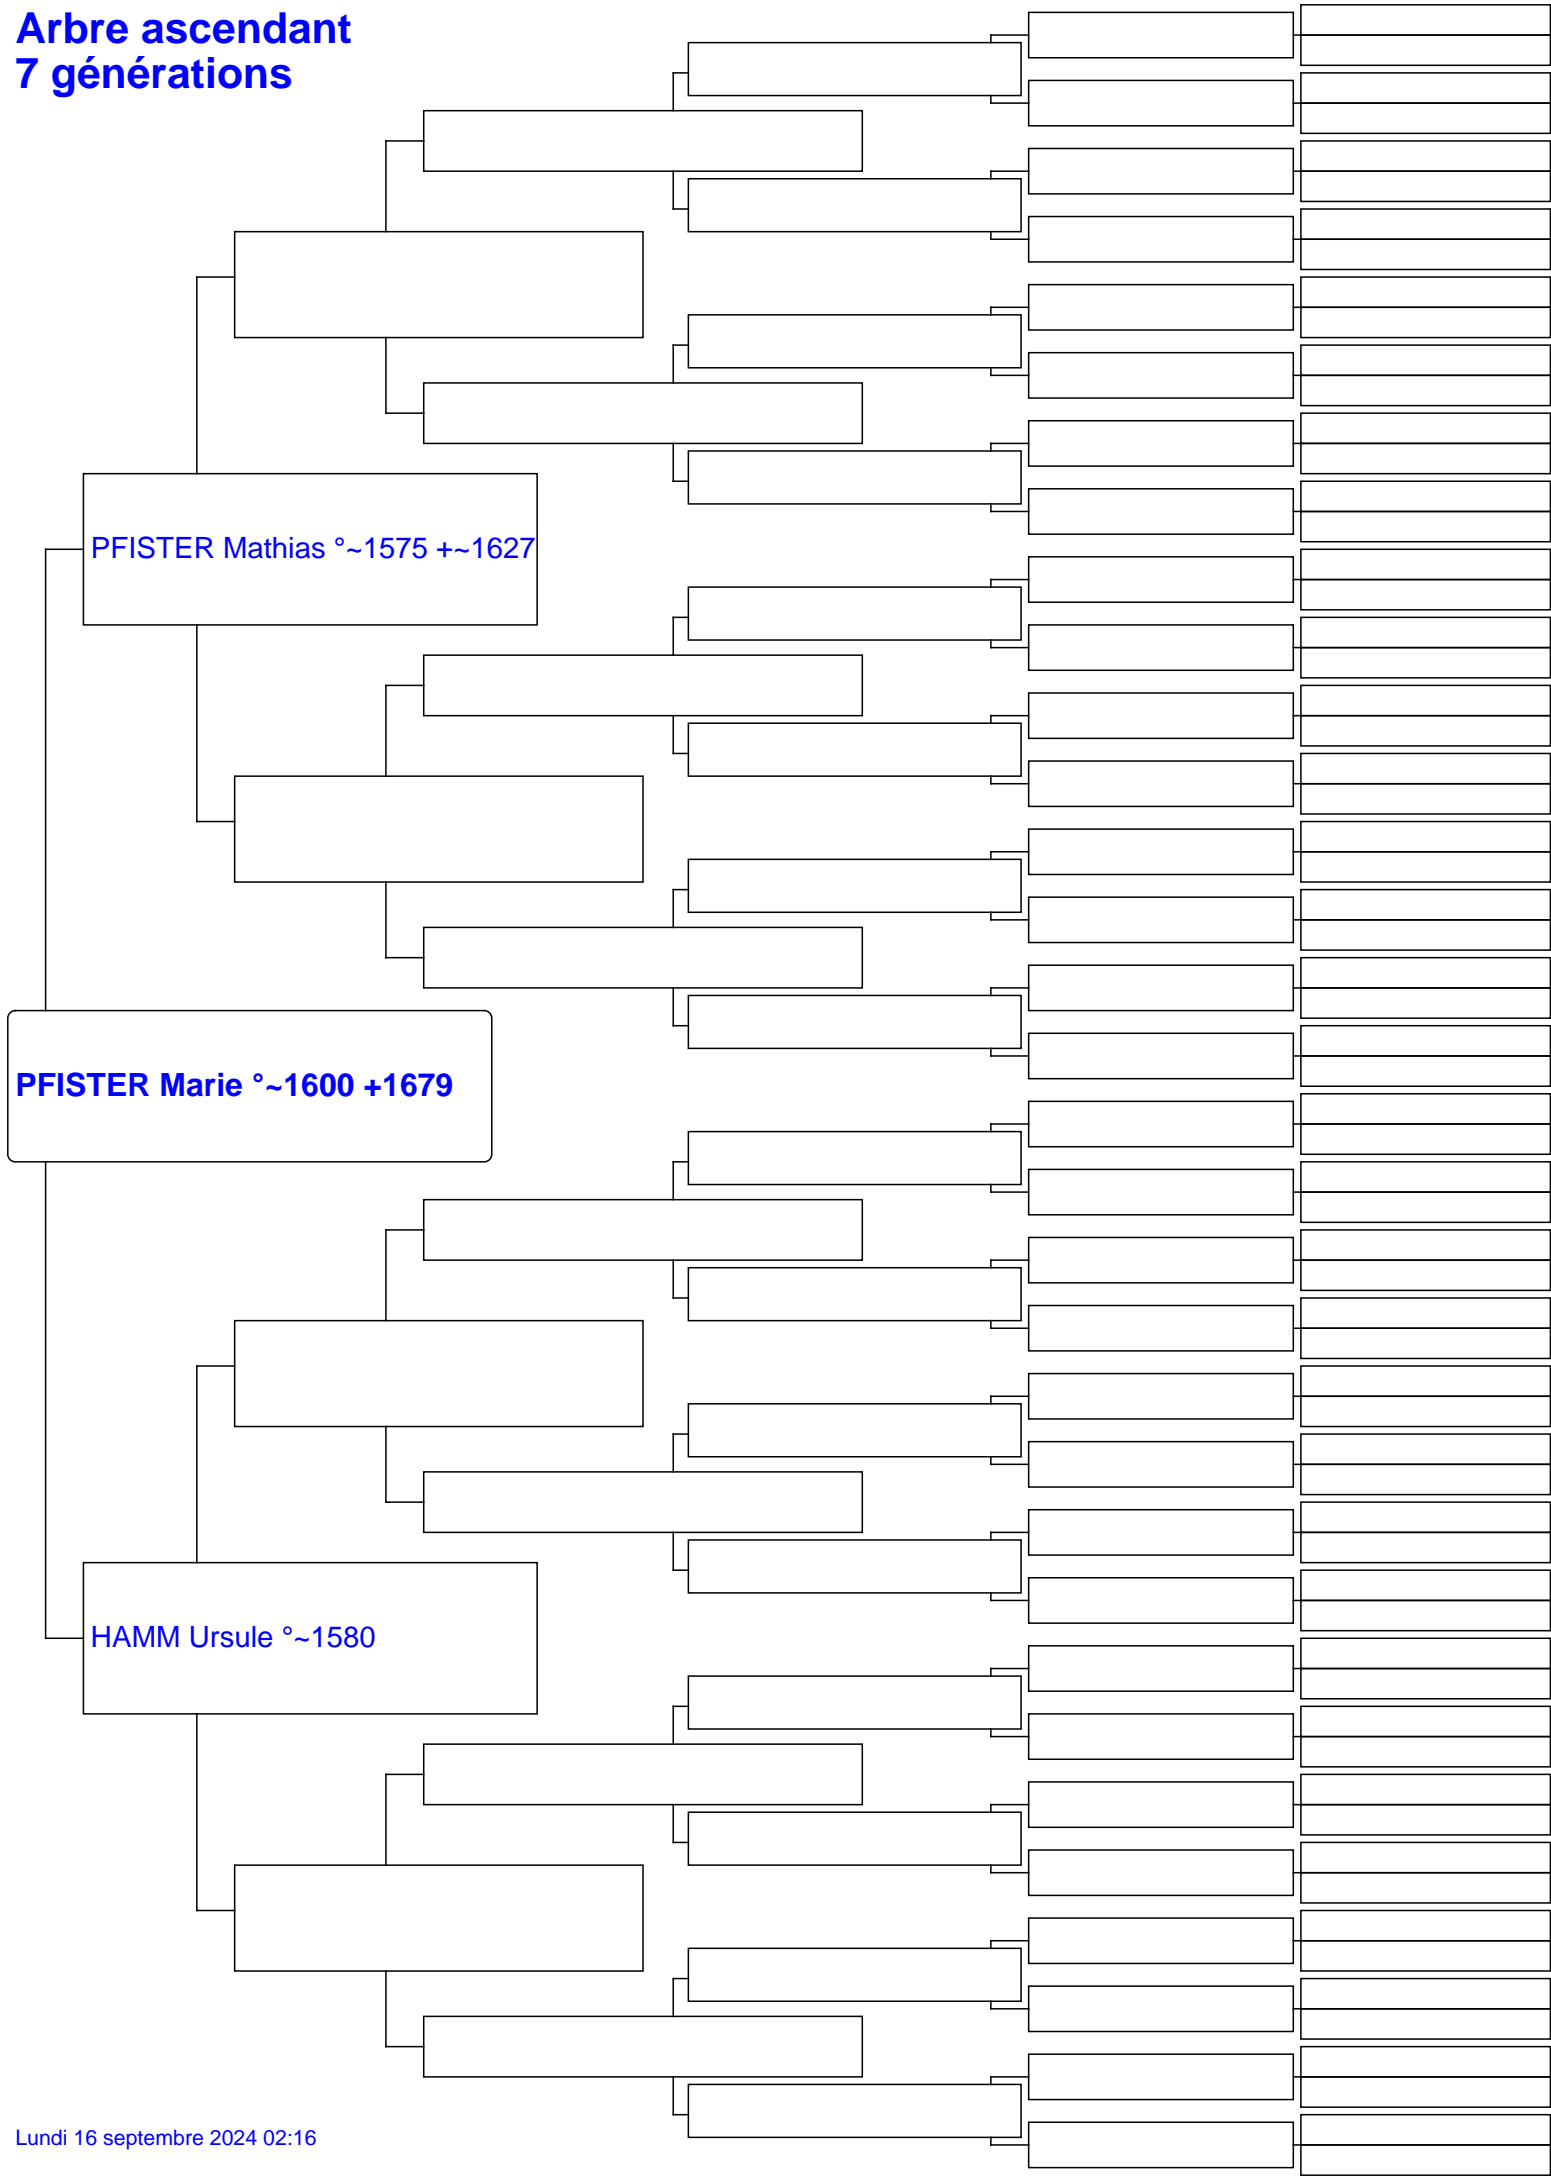 Arbre ascendant
7 générations
PFISTER Mathias °~1575 +~1627
PFISTER Marie °~1600 +1679
HAMM Ursule °~1580
Lundi 16 septembre 2024 02:16